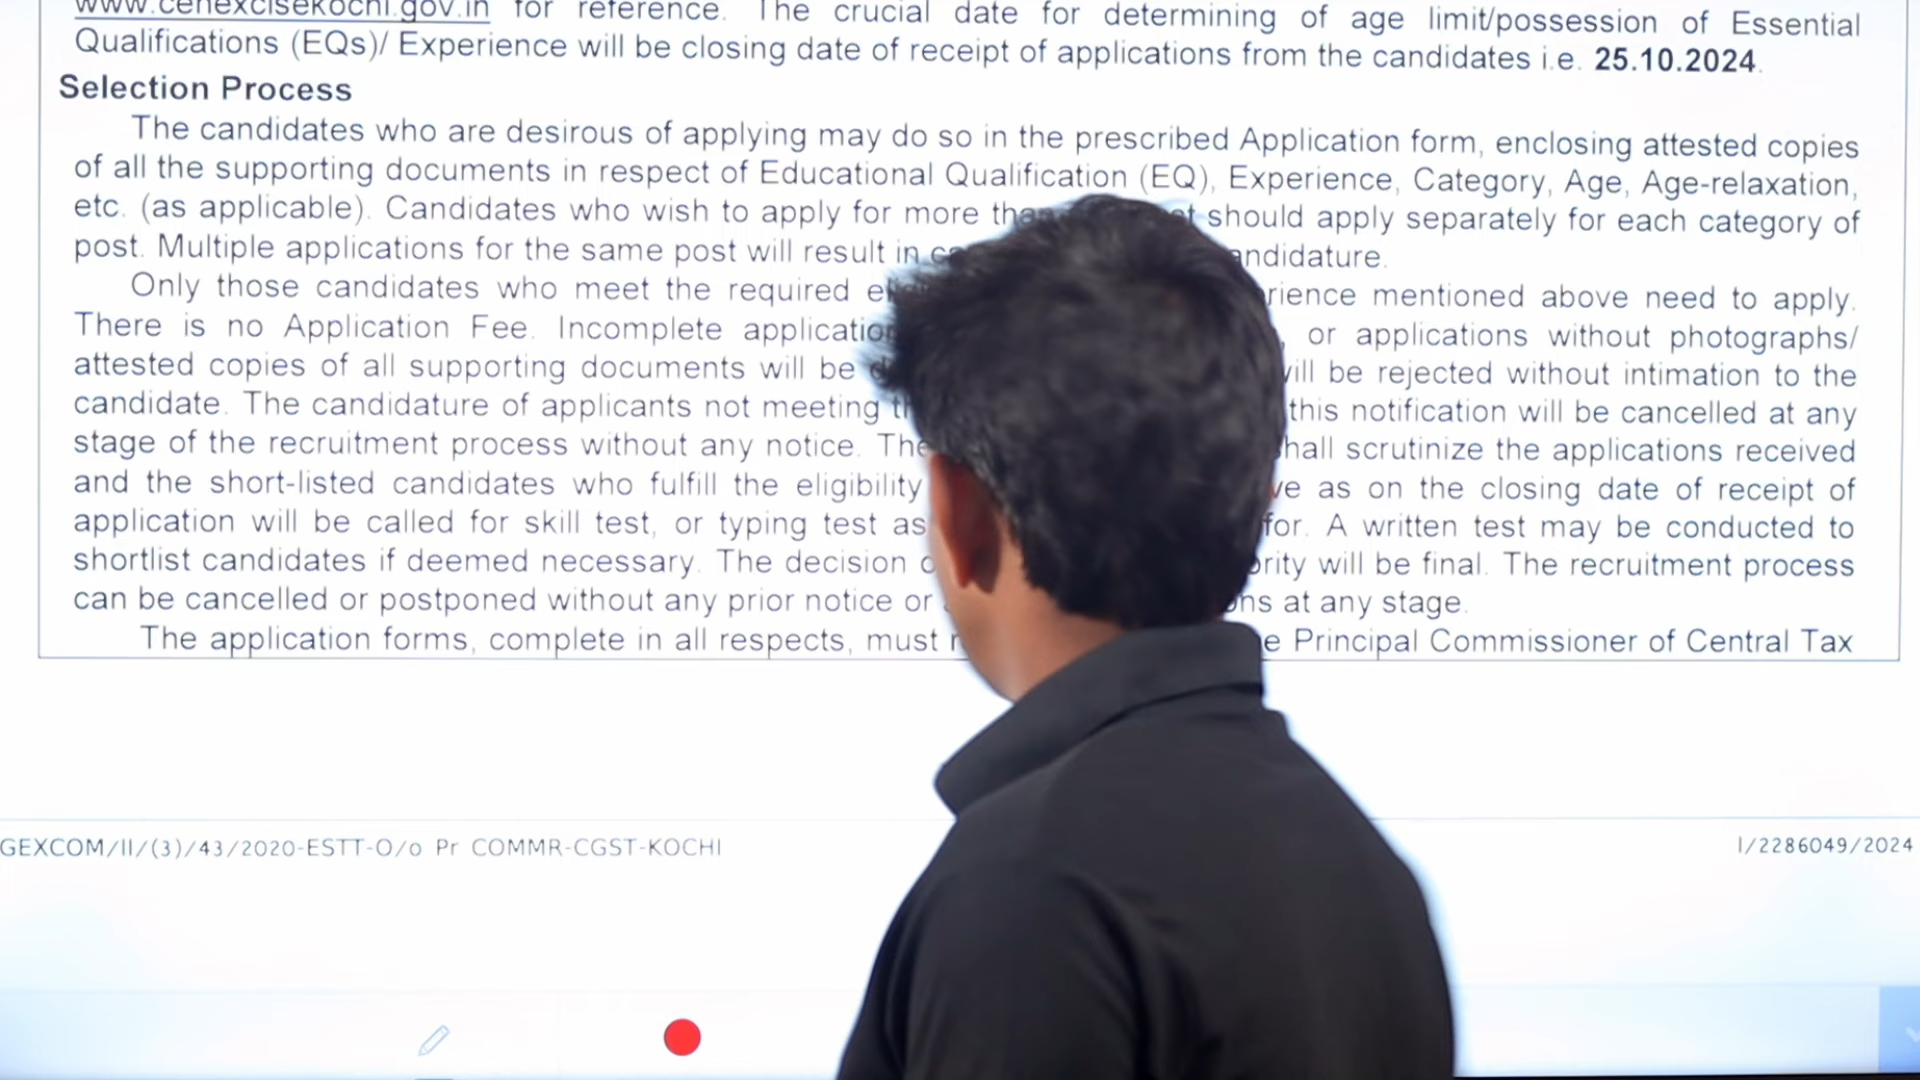 www.cenexcisekochi.gov.in for reference. The crucial date for determining of age limit/possession of Essential
Qualifications (EQs)/ Experience will be closing date of receipt of applications from the candidates i.e. 25.10.2024.
Selection Process
The candidates who are desirous of applying may do so in the prescribed Application form, enclosing attested copies
of all the supporting documents in respect of Educational Qualification (EQ), Experience, Category, Age, Age-relaxation,
etc. (as applicable). Candidates who wish to apply for more should apply separately for each category of
post. Multiple applications for the same post will result in
Only those candidates who meet the required mentioned above need to apply.
There is no Application Fee. Incomplete or applications without photographs/
attested copies of all supporting documents will be be rejected without intimation to the
candidate. The candidature of applicants not meeting this notification will be cancelled at any
stage of the recruitment process without any notice. scrutinize the applications received
and the short-listed candidates who fulfill the eligibility as on the closing date of receipt of
application will be called for skill test, or typing test as for. A written test may be conducted to
shortlist candidates if deemed necessary. The decision will be final. The recruitment process
can be cancelled or postponed without any prior notice or at any stage.
The application forms, complete in all respects, must Principal Commissioner of Central Tax
GEXCOM/II/(3)/43/2020-ESTT-O/o Pr COMMR-CGST-KOCHI I/2286049/2024